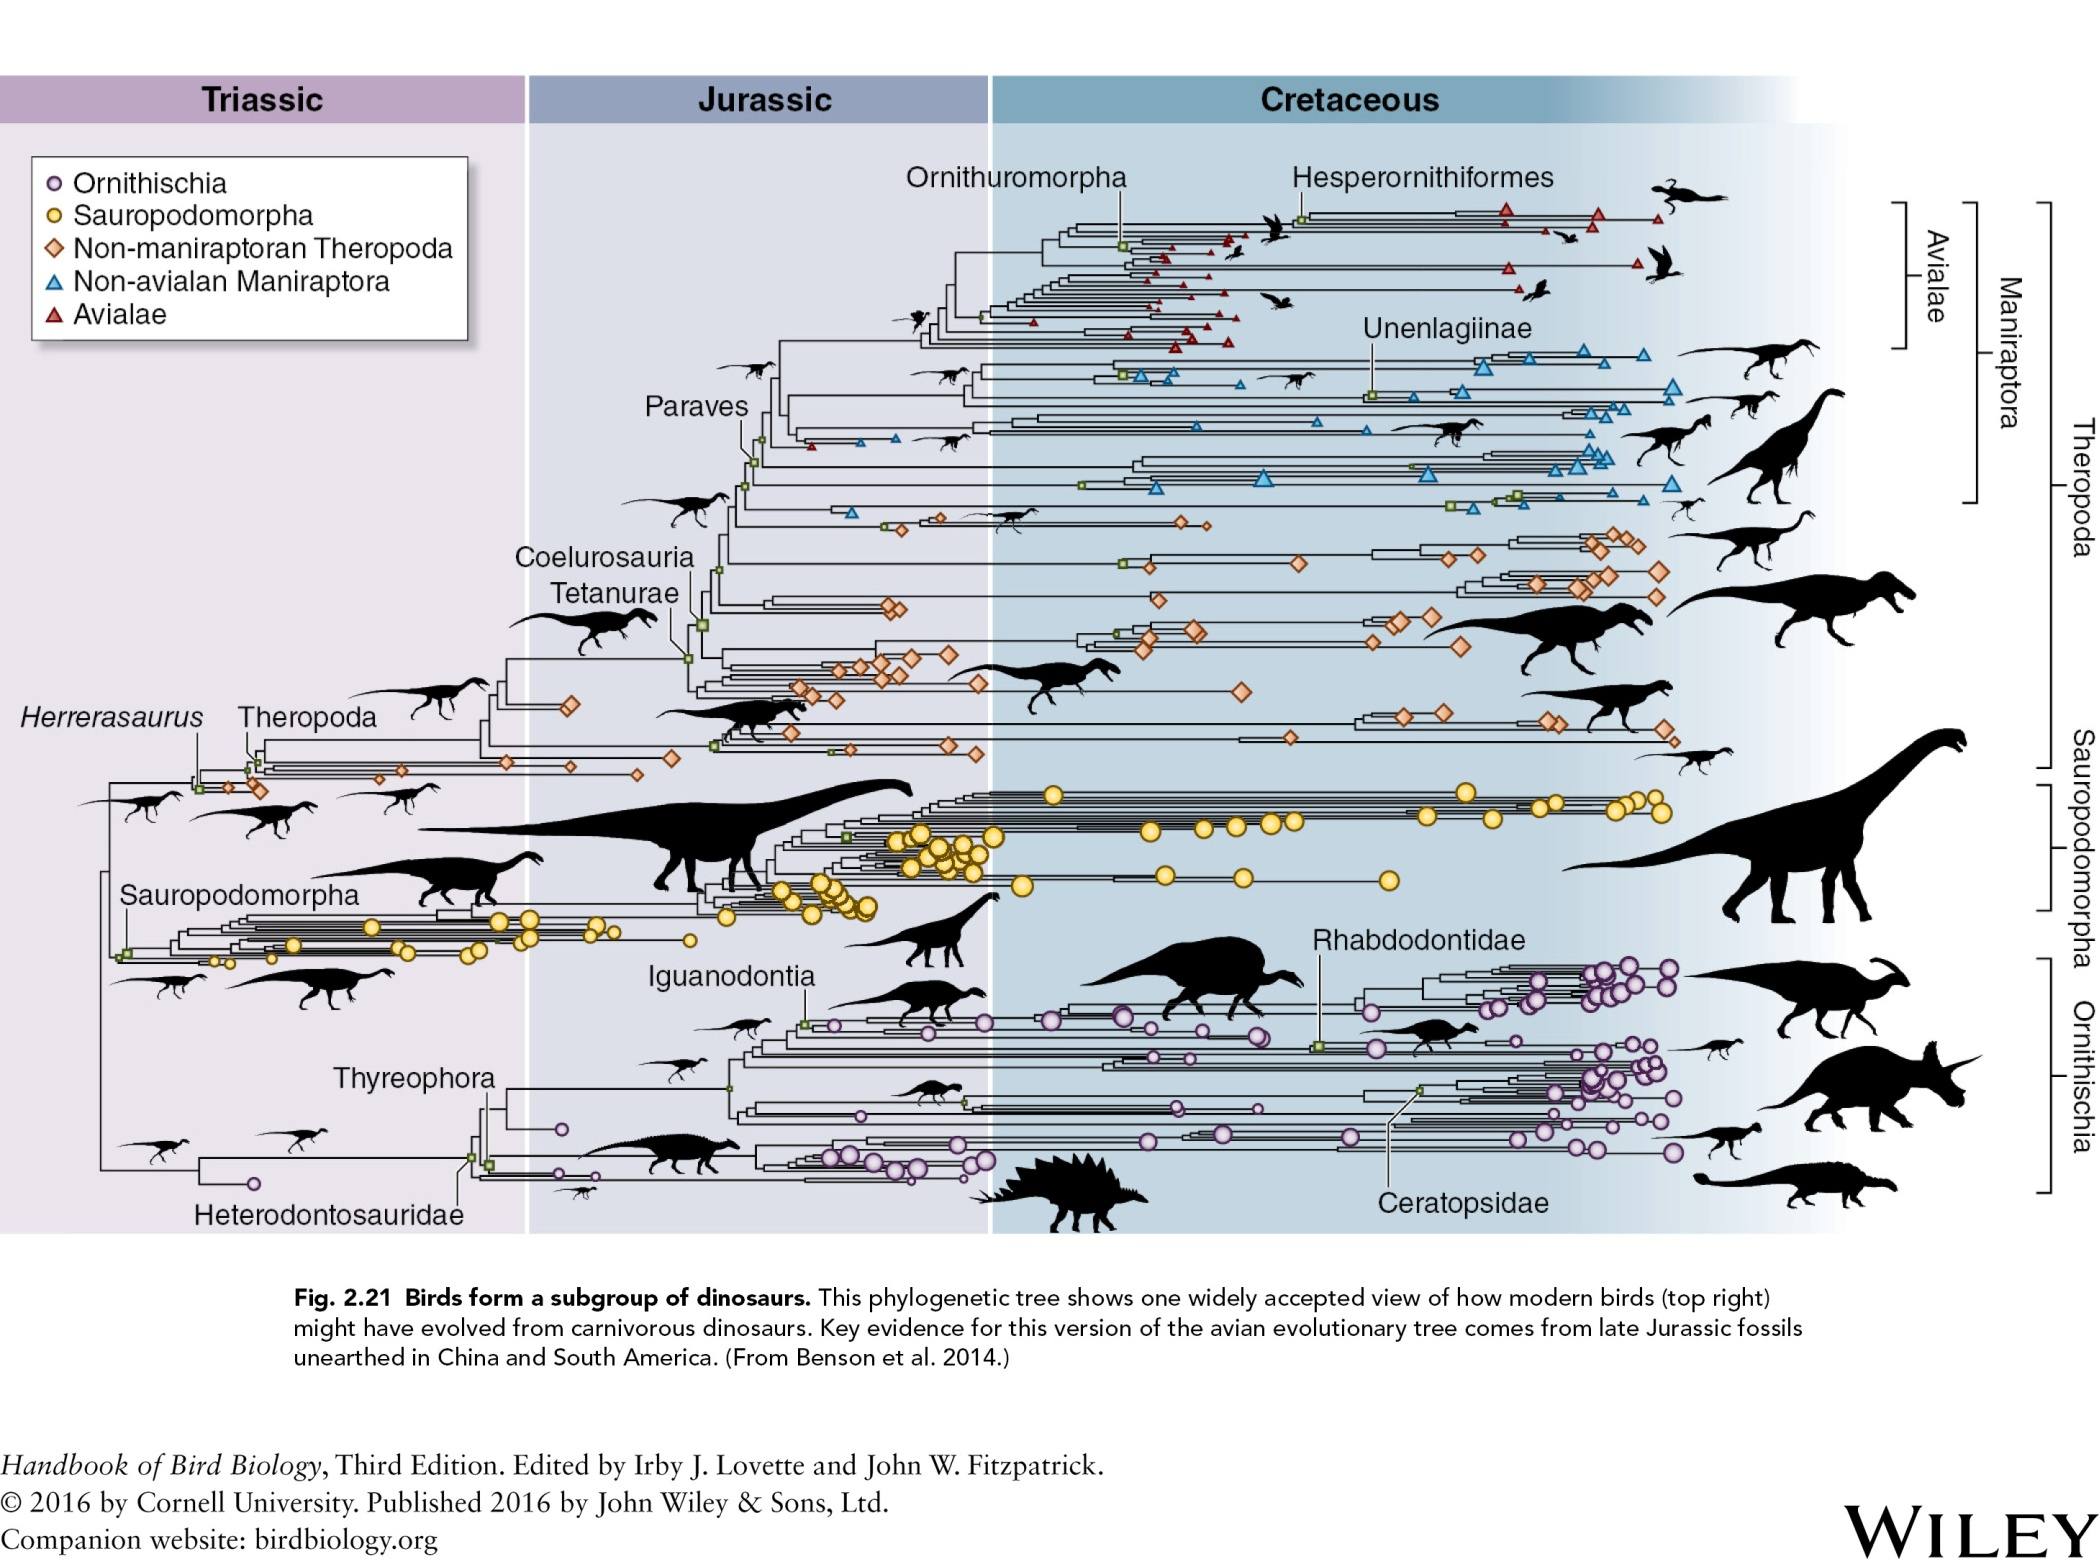 Triassic
Jurassic
Cretaceous
Ornithischia
Sauropodomorpha
Non-maniraptoran Theropoda
Non-avialan Maniraptora
Avialae
Ornithuromorpha
Hesperornithiformes
Avialae
Maniraptora
Theropoda
Unenlagiinae
Paraves
Coelurosauria
Tetanurae
Herrerasaurus
Theropoda
Sauropodomorpha
Sauropodomorpha
Rhabdodontidae
Iguanodontia
Ornithischia
Thyreophora
Ceratopsidae
Heterodontosauridae
Fig. 2.21 Birds form a subgroup of dinosaurs. This phylogenetic tree shows one widely accepted view of how modern birds (top right)
might have evolved from carnivorous dinosaurs. Key evidence for this version of the avian evolutionary tree comes from late Jurassic fossils
unearthed in China and South America. (From Benson et al. 2014.)
Handbook of Bird Biology, Third Edition. Edited by Irby J. Lovette and John W. Fitzpatrick.
© 2016 by Cornell University. Published 2016 by John Wiley & Sons, Ltd.
Companion website: birdbiology.org
WILEY